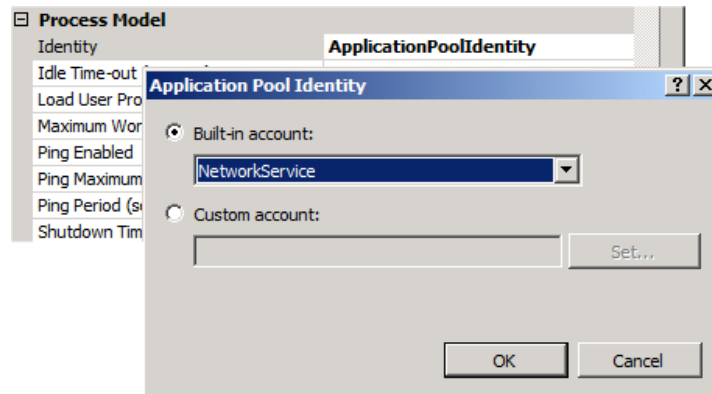 Process Model
Identity ApplicationPoolIdentity
Idle Time-out
Load User Pro
Maximum Wor
Ping Enabled
Ping Maximum
Ping Period (s
Shutdown Tim
Application Pool Identity
Built-in account:
NetworkService
Custom account:
Set...
OK Cancel